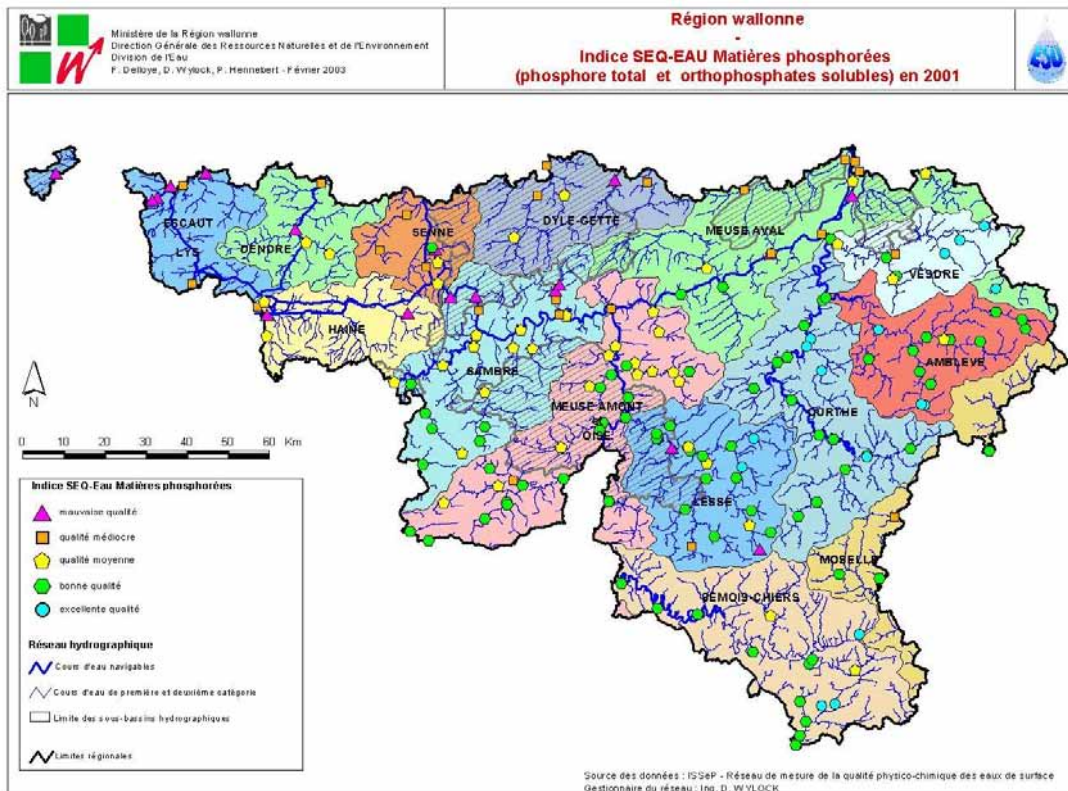 Ministère de la Région wallonne
Direction Générale des Ressources Naturelles et de l'Environnement
Division de l'Eau
F. Delloye, D. Wylock, P. Hennebert - Février 2003
Région wallonne
-
Indice SEQ-EAU Matières phosphorées
(phosphore total et orthophosphates solubles) en 2001
ESU
ESCAUT
LYS
DENDRE
SENNE
DYLE-GETTE
MEUSE AVAL
VESDRE
HAINE
SAMBRE
AMBLEVE
MEUSE AMONT
OISE
OURTHE
LESSE
MOSELLE
SEMOIS-CHIERS
N
0 10 20 30 40 50 60 Km
Indice SEQ-Eau Matières phosphorées
mauvaise qualité
qualité médiocre
qualité moyenne
bonne qualité
excellente qualité
Réseau hydrographique
Cours d'eau navigables
Cours d'eau de première et deuxième catégorie
Limite des sous-bassins hydrographiques
Limites régionales
Source des données : ISSeP - Réseau de mesure de la qualité physico-chimique des eaux de surface
Gestionnaire du réseau : Ing. D. WYLOCK